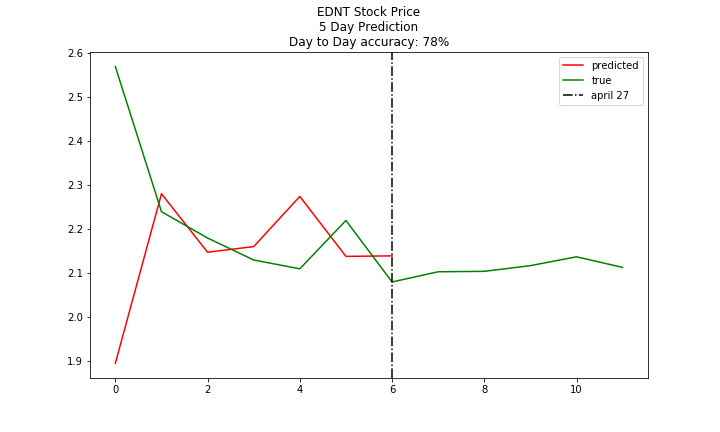 EDNT Stock Price
5 Day Prediction
Day to Day accuracy: 78%
predicted
true
april 27
2.6
2.5
2.4
2.3
2.2
2.1
2.0
1.9
0 2 4 6 8 10